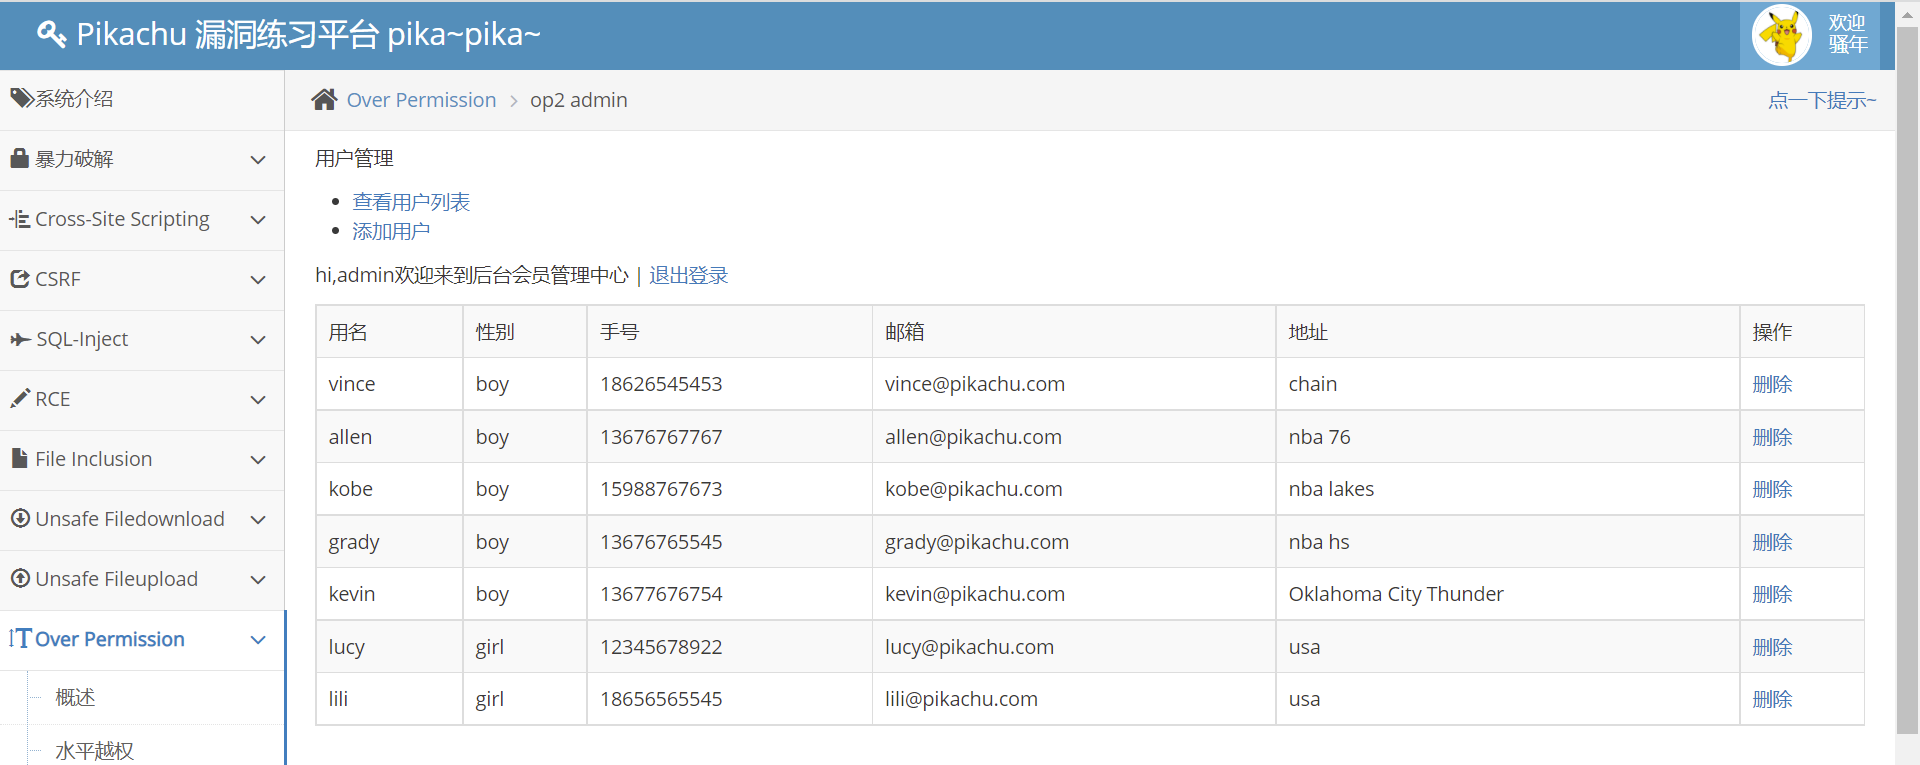 Pikachu 漏洞练习平台 pika~pika~
欢迎
骚年
系统介绍
暴力破解
Cross-Site Scripting
CSRF
SQL-Inject
RCE
File Inclusion
Unsafe Filedownload
Unsafe Fileupload
Over Permission
概述
水平越权
Over Permission > op2 admin
点一下提示~
用户管理
查看用户列表
添加用户
hi,admin欢迎来到后台会员管理中心 | 退出登录
用名 性别 手号 邮箱 地址 操作
vince boy 18626545453 vince@pikachu.com chain 删除
allen boy 13676767767 allen@pikachu.com nba 76 删除
kobe boy 15988767673 kobe@pikachu.com nba lakes 删除
grady boy 13676765545 grady@pikachu.com nba hs 删除
kevin boy 13677676754 kevin@pikachu.com Oklahoma City Thunder 删除
lucy girl 12345678922 lucy@pikachu.com usa 删除
lili girl 18656565545 lili@pikachu.com usa 删除